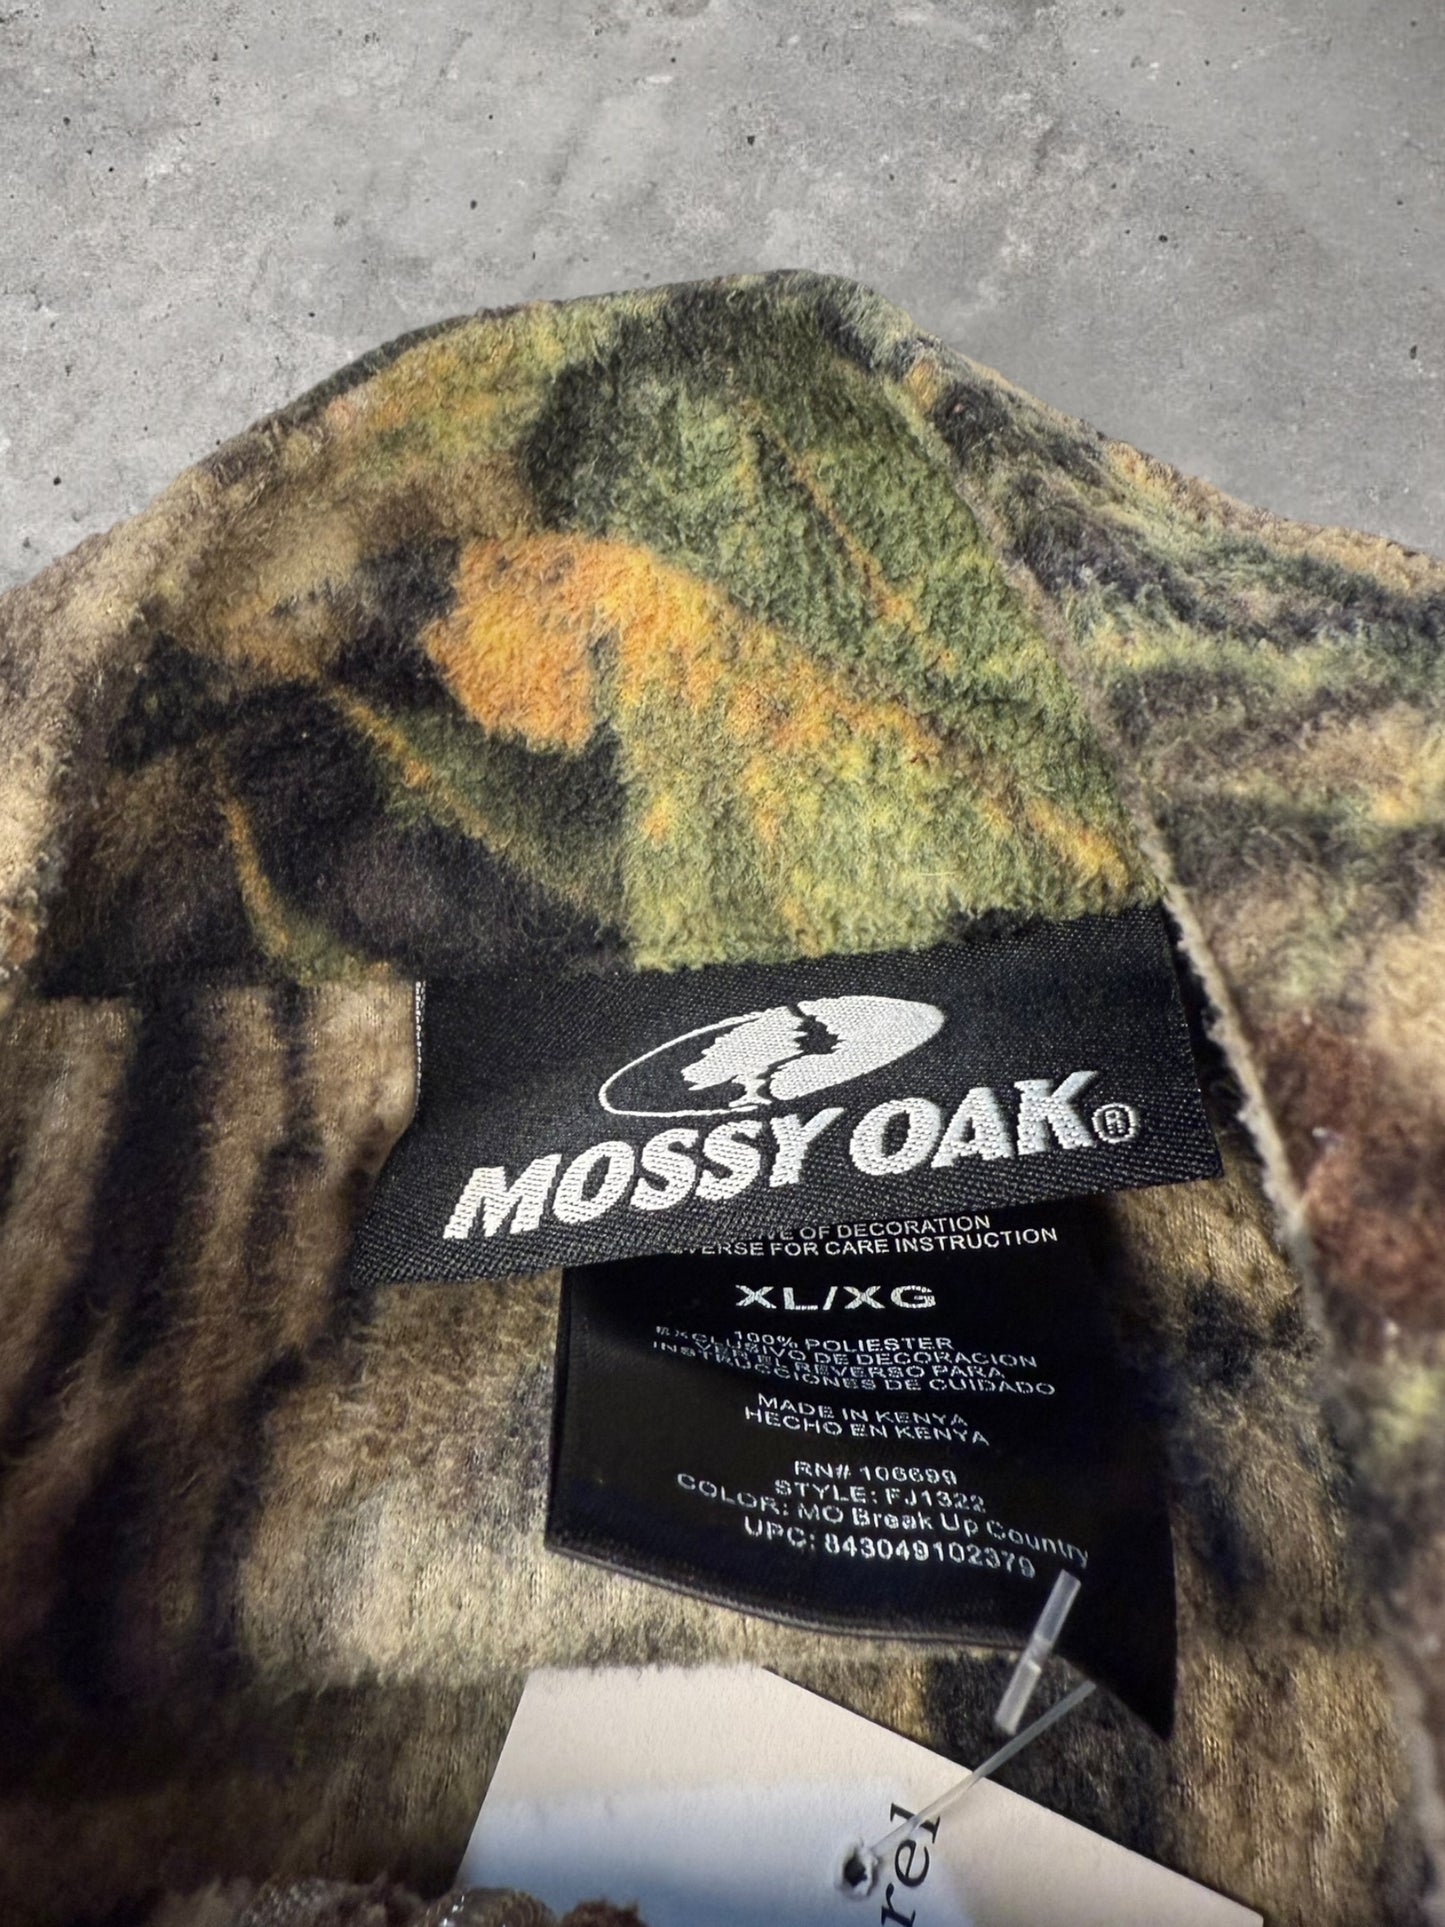 MOSSY OAK®
OF DECORATION
FOR CARE INSTRUCTION
XL/XG
100% POLIESTER
EXCLUSIVO DE DECORACION
VER EL REVERSO PARA
INSTRUCCIONES DE CUIDADO
MADE IN KENYA
HECHO EN KENYA
RN# 106699
STYLE: FJ1322
COLOR: MO Break Up Country
UPC: 843049102379
rel